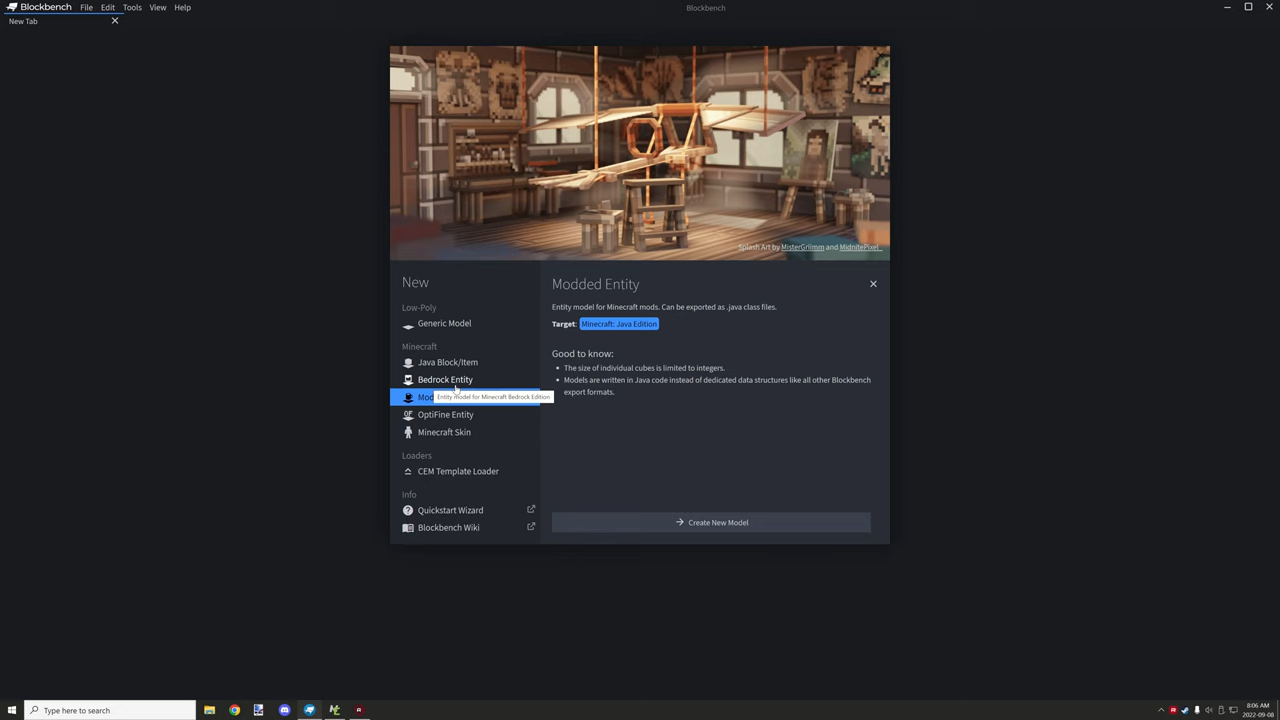 Blockbench File Edit Tools View Help
Blockbench
New Tab
Splash Art by MisterGriimm and MidnitePixel_
New
Low-Poly
Generic Model
Minecraft
Java Block/Item
Bedrock Entity
Mod
Entity model for Minecraft Bedrock Edition
OptiFine Entity
Minecraft Skin
Loaders
CEM Template Loader
Info
Quickstart Wizard
Blockbench Wiki
Modded Entity
Entity model for Minecraft mods. Can be exported as .java class files.
Target: Minecraft: Java Edition
Good to know:
• The size of individual cubes is limited to integers.
• Models are written in Java code instead of dedicated data structures like all other Blockbench
export formats.
Create New Model
Type here to search
8:06 AM
2022-09-08